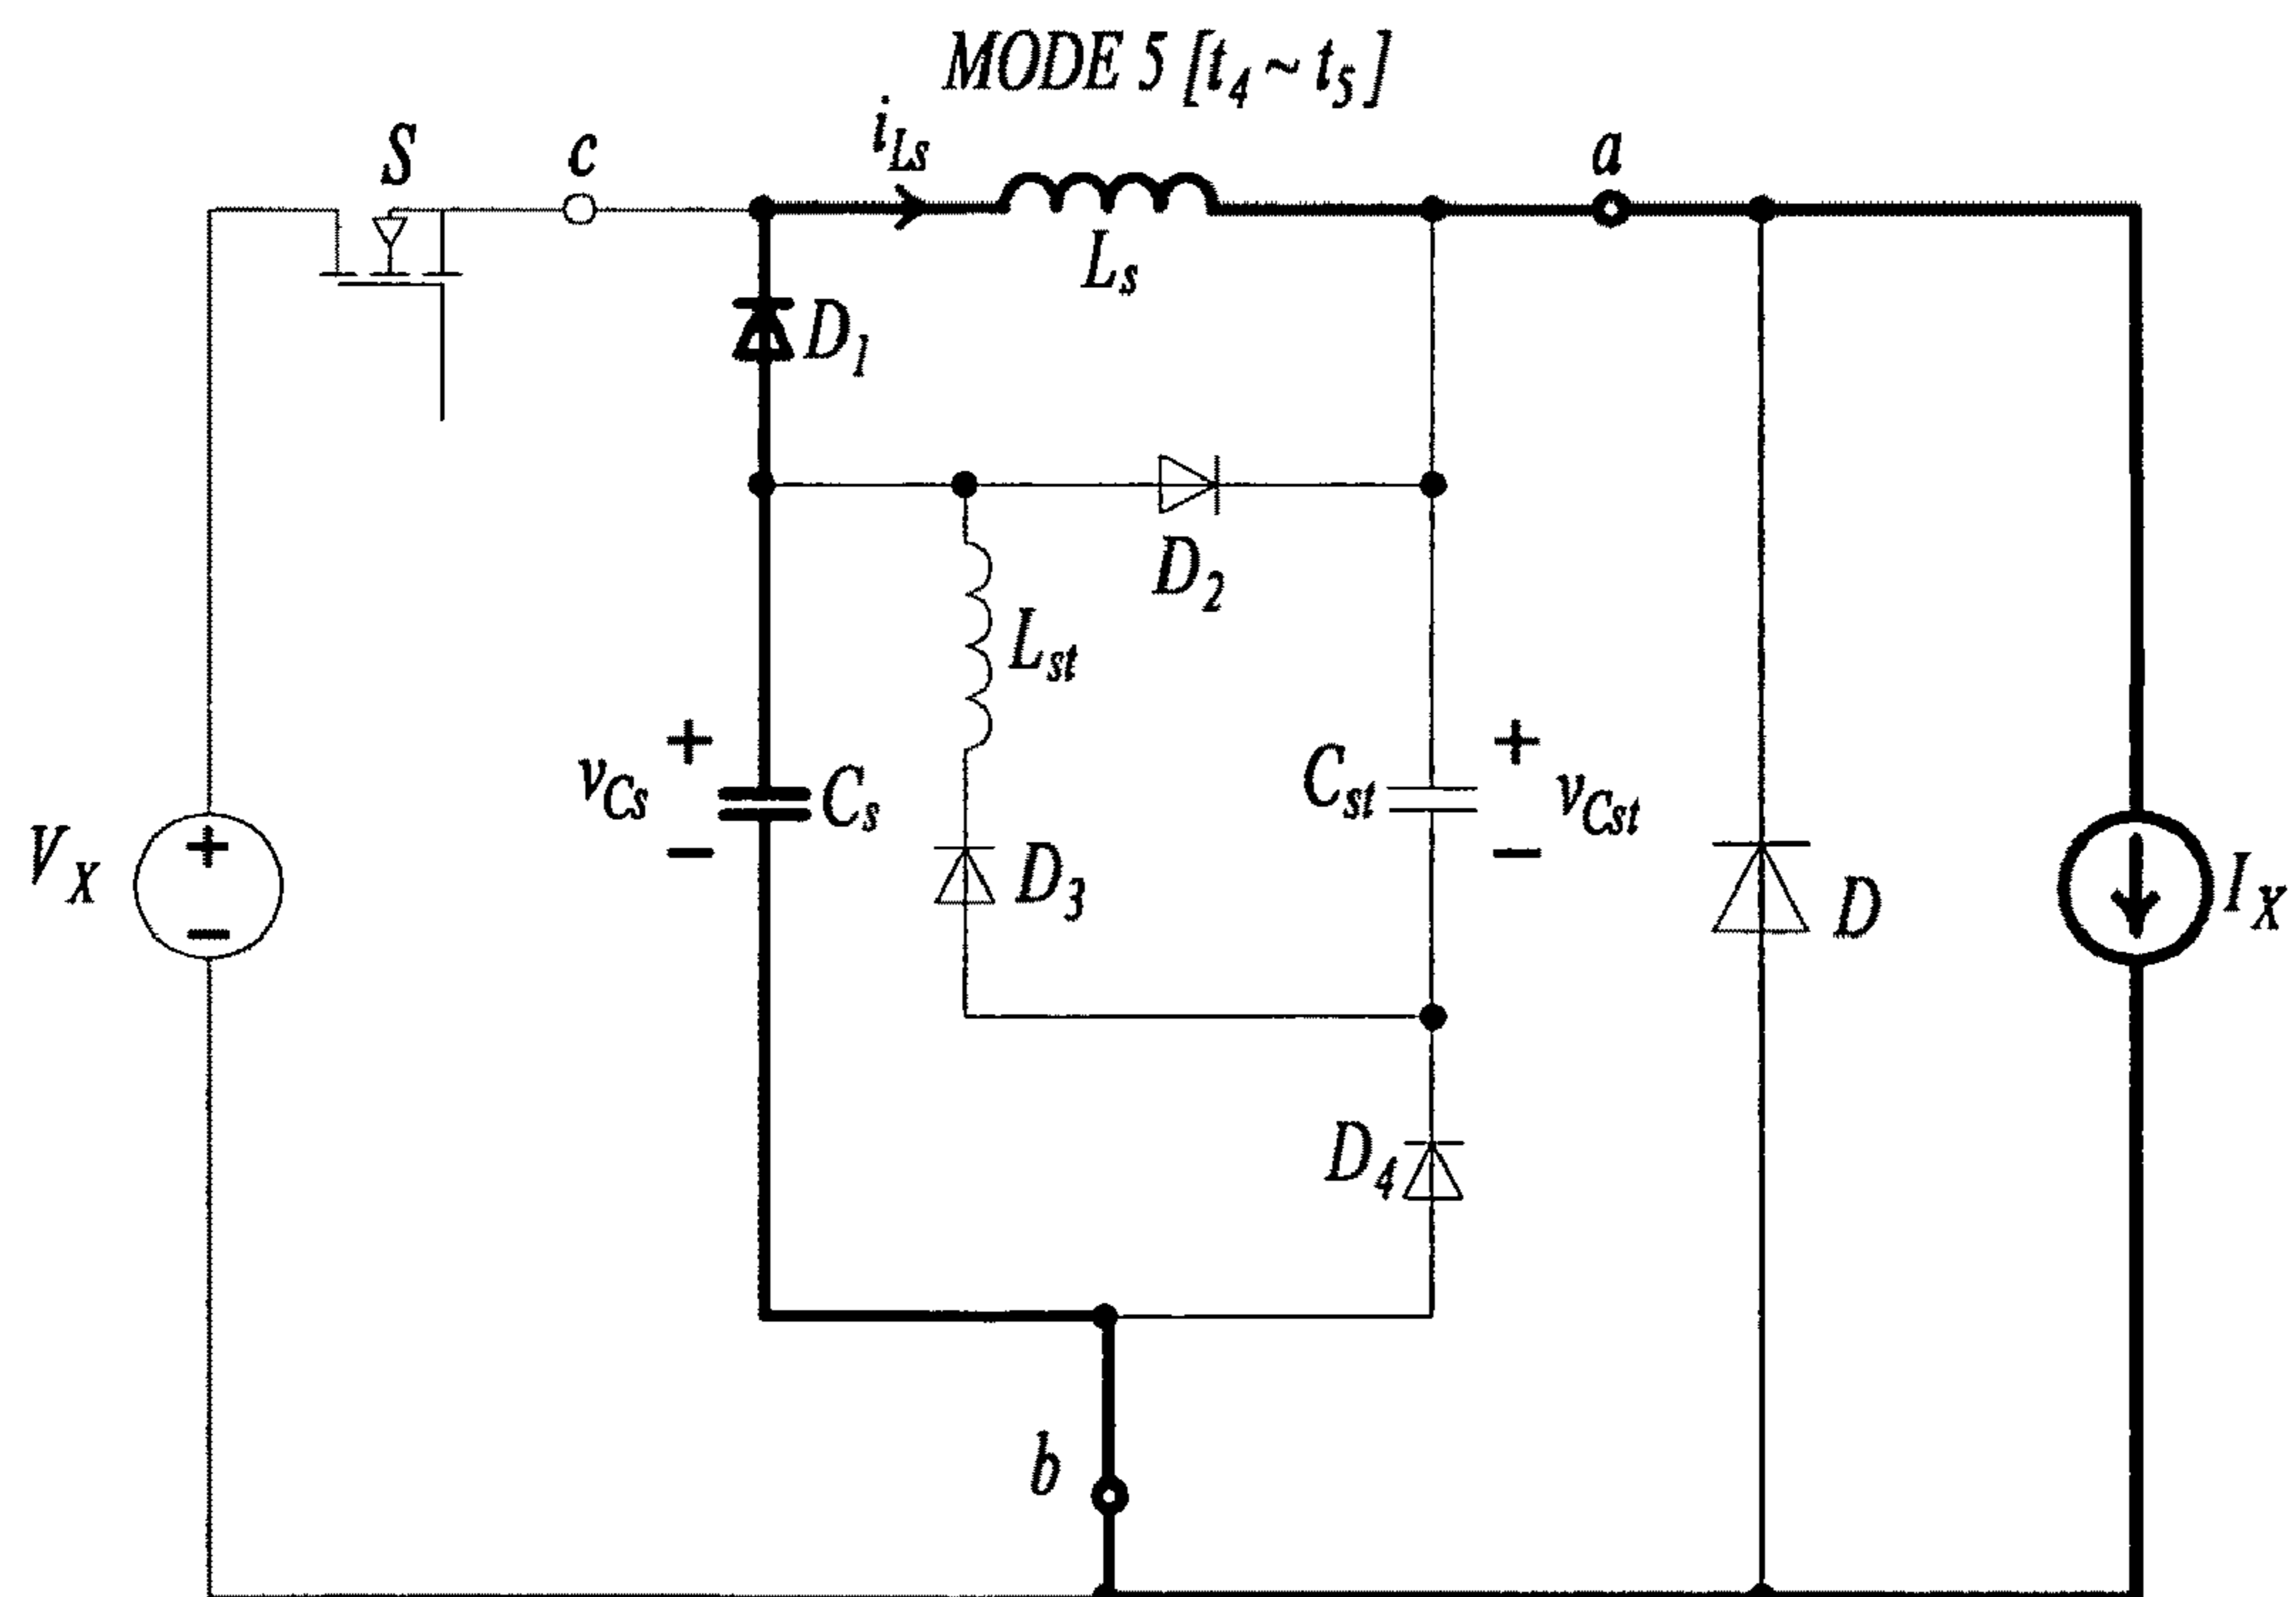 MODE 5 [t4 ~ t5]
S
c
iLs
a
Ls
D1
D2
Lst
+
vCs
Cs
−
+
Cst
vCst
−
VX
+
−
D3
D
IX
D4
b